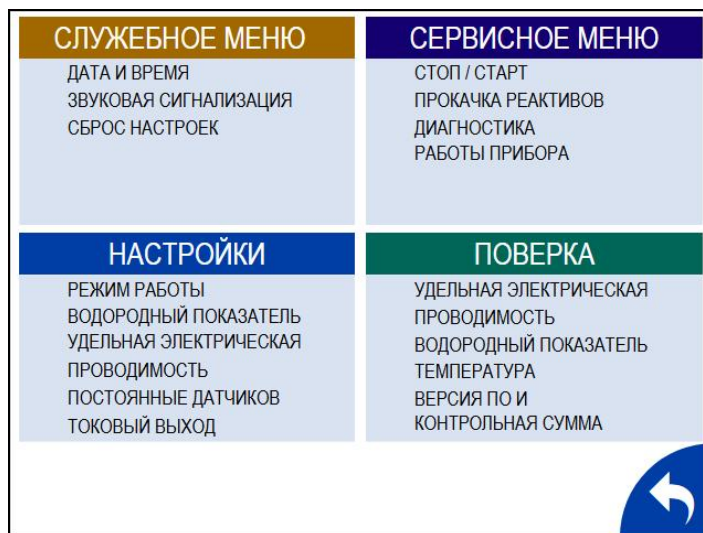 СЛУЖЕБНОЕ МЕНЮ
ДАТА И ВРЕМЯ
ЗВУКОВАЯ СИГНАЛИЗАЦИЯ
СБРОС НАСТРОЕК
СЕРВИСНОЕ МЕНЮ
СТОП / СТАРТ
ПРОКАЧКА РЕАКТИВОВ
ДИАГНОСТИКА
РАБОТЫ ПРИБОРА
НАСТРОЙКИ
РЕЖИМ РАБОТЫ
ВОДОРОДНЫЙ ПОКАЗАТЕЛЬ
УДЕЛЬНАЯ ЭЛЕКТРИЧЕСКАЯ
ПРОВОДИМОСТЬ
ПОСТОЯННЫЕ ДАТЧИКОВ
ТОКОВЫЙ ВЫХОД
ПОВЕРКА
УДЕЛЬНАЯ ЭЛЕКТРИЧЕСКАЯ
ПРОВОДИМОСТЬ
ВОДОРОДНЫЙ ПОКАЗАТЕЛЬ
ТЕМПЕРАТУРА
ВЕРСИЯ ПО И
КОНТРОЛЬНАЯ СУММА